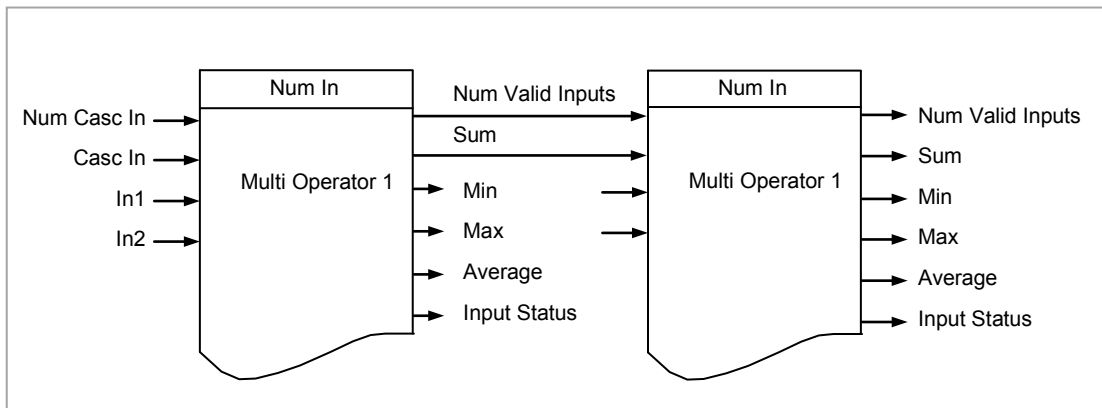 Num In
Num Casc In
Casc In
In1
In2
Multi Operator 1
Num Valid Inputs
Sum
Min
Max
Average
Input Status
Num In
Multi Operator 1
Num Valid Inputs
Sum
Min
Max
Average
Input Status